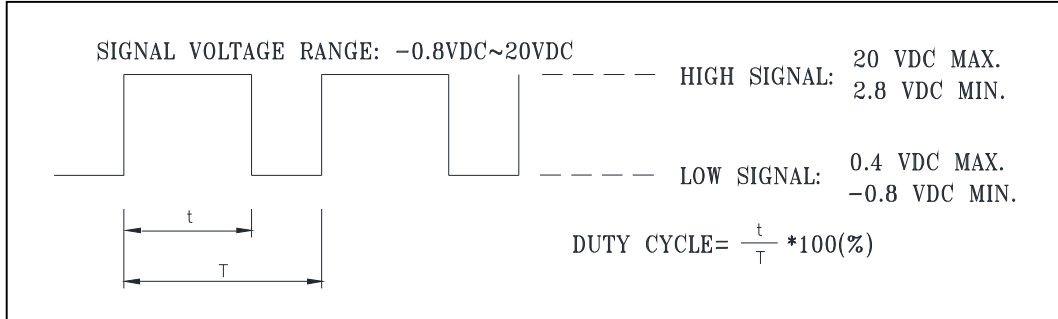 SIGNAL VOLTAGE RANGE: -0.8VDC~20VDC
HIGH SIGNAL: 20 VDC MAX.
2.8 VDC MIN.
LOW SIGNAL: 0.4 VDC MAX.
-0.8 VDC MIN.
t
T
DUTY CYCLE= t/T *100(%)